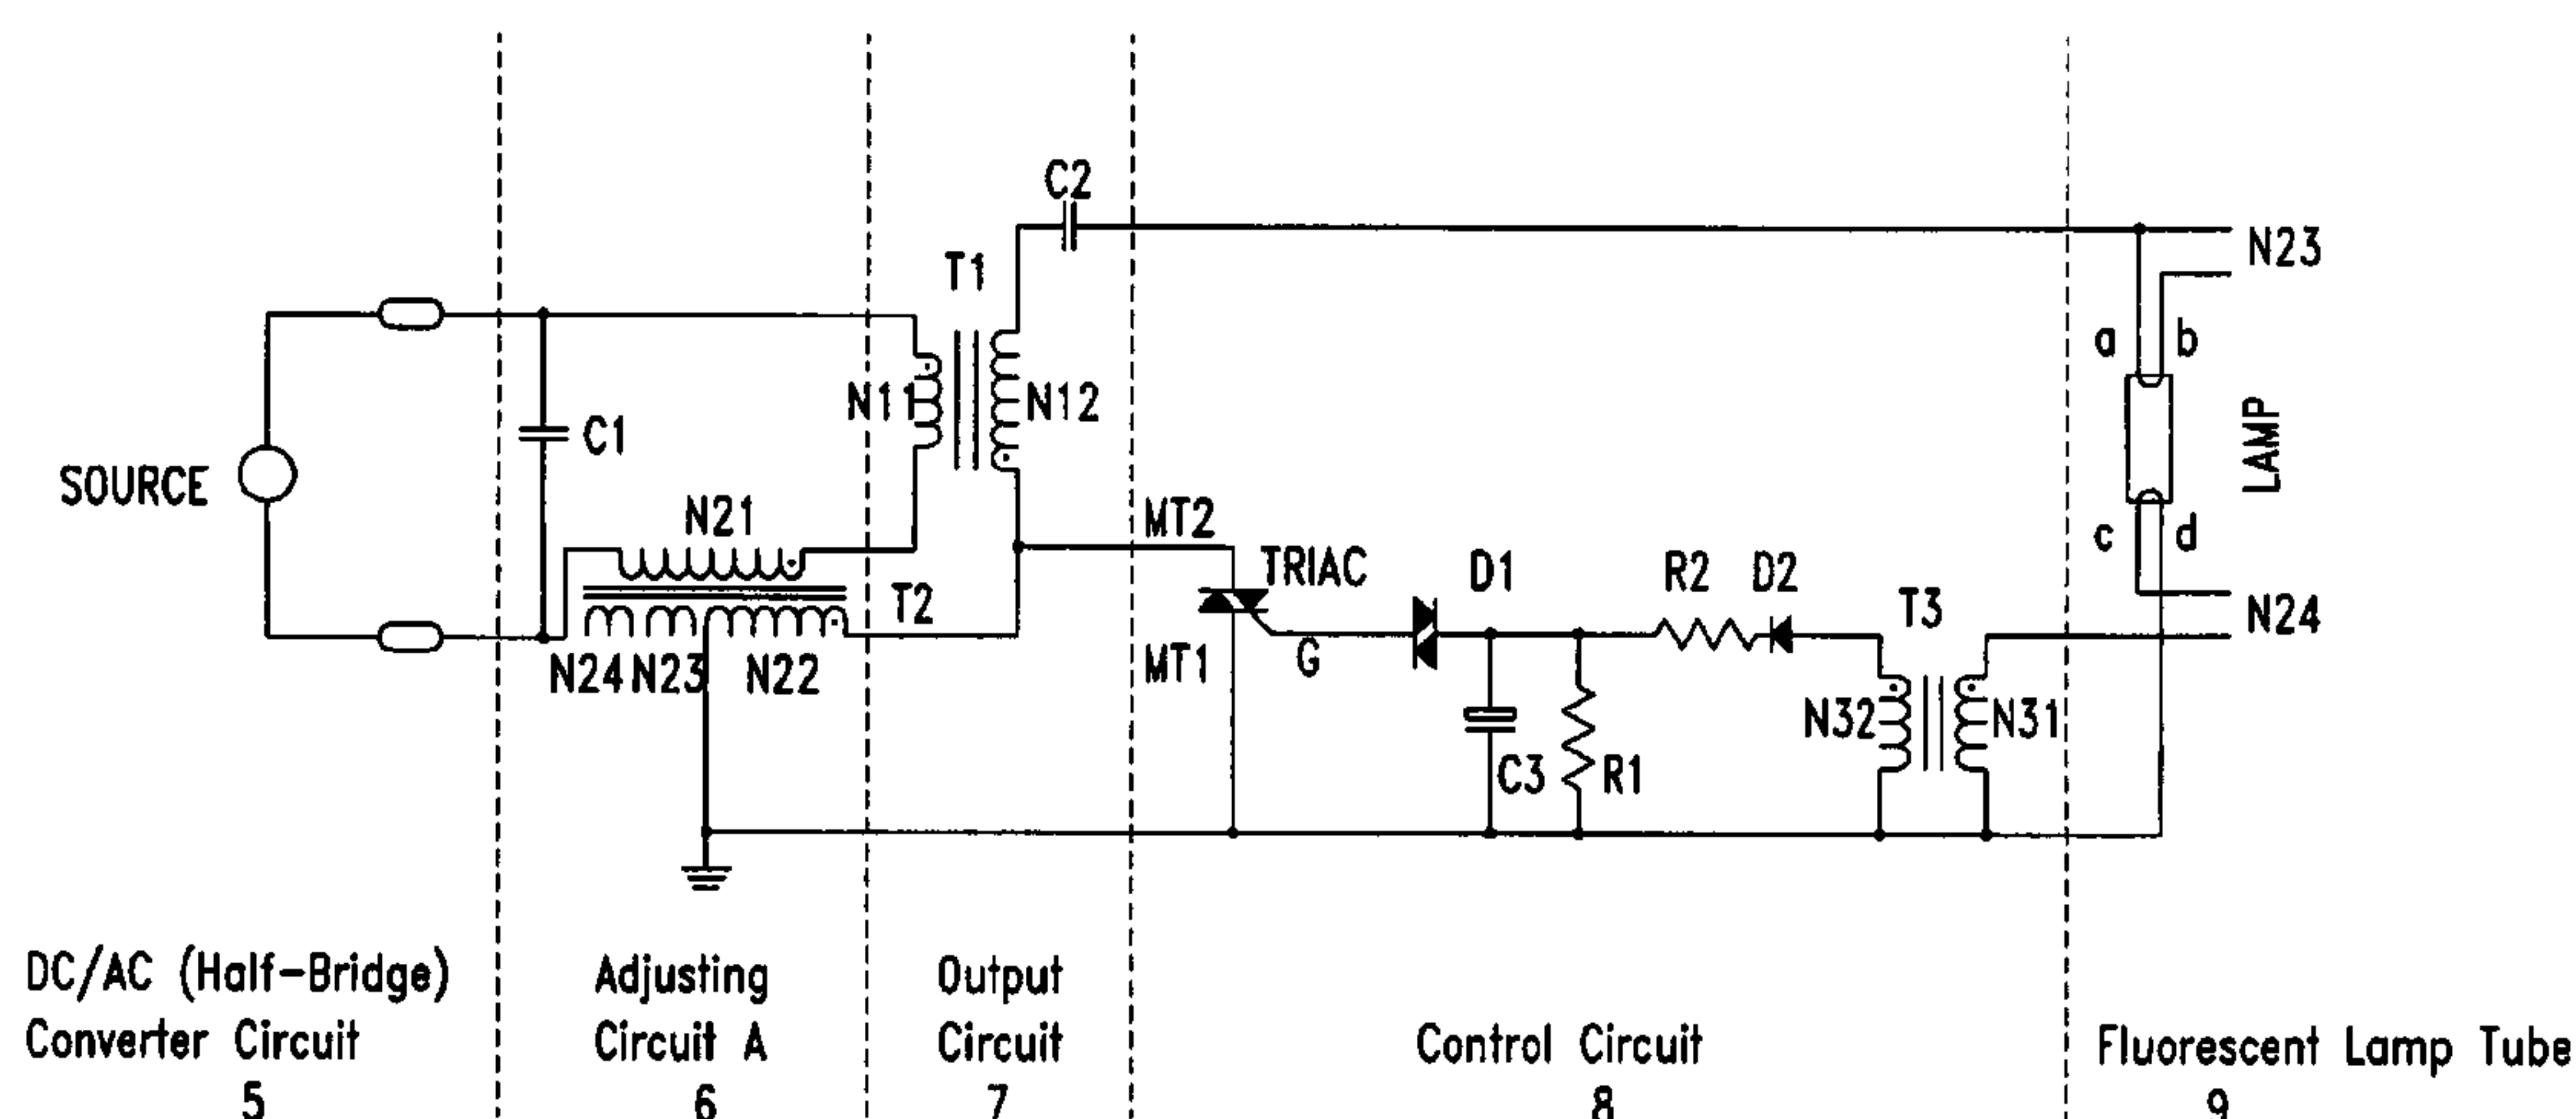 C2
T1
N23
a
b
N11
N12
C1
LAMP
SOURCE
N21
MT2
c
d
TRIAC
D1
R2
D2
T2
T3
N24
N24
N23
N22
MT1
G
N32
N31
C3
R1
DC/AC (Half-Bridge)
Converter Circuit
5
Adjusting
Circuit A
6
Output
Circuit
7
Control Circuit
8
Fluorescent Lamp Tube
9